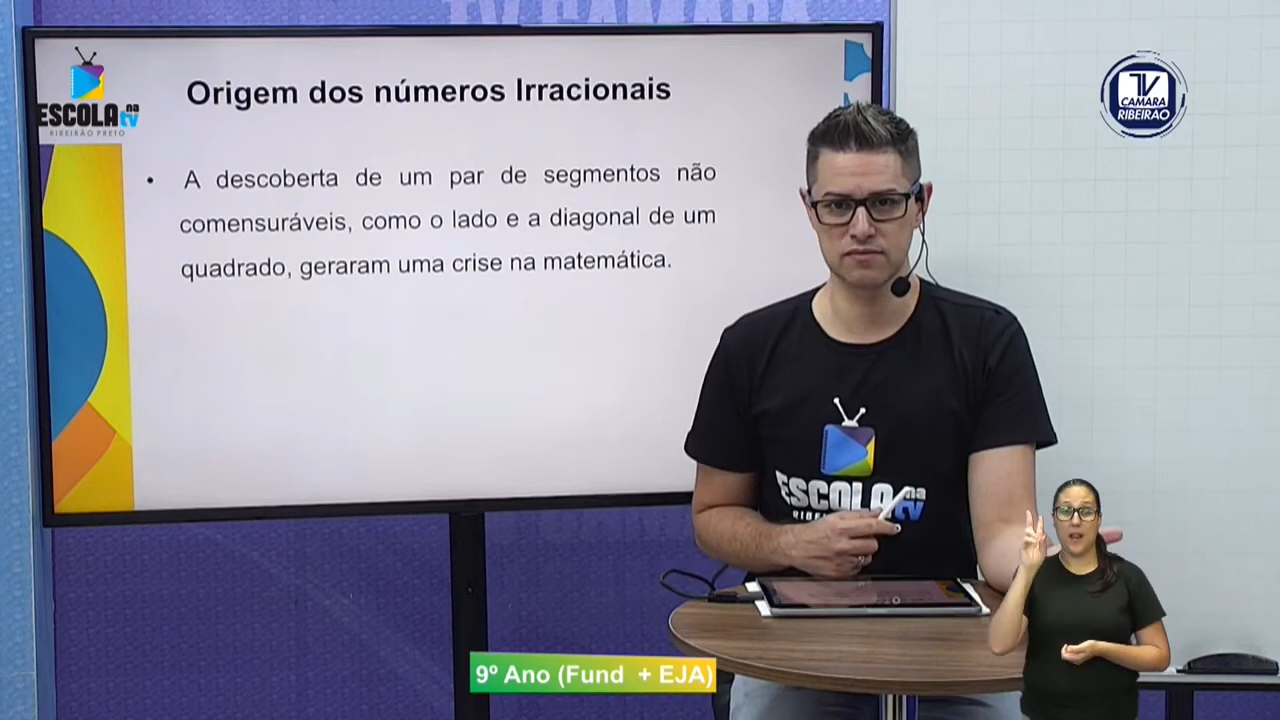 TV CAMARA
ESCOLA na tv
RIBEIRÃO PRETO
Origem dos números Irracionais
• A descoberta de um par de segmentos não
comensuráveis, como o lado e a diagonal de um
quadrado, geraram uma crise na matemática.
TV
CAMARA
RIBEIRÃO
ESCOLA na tv
9º Ano (Fund + EJA)